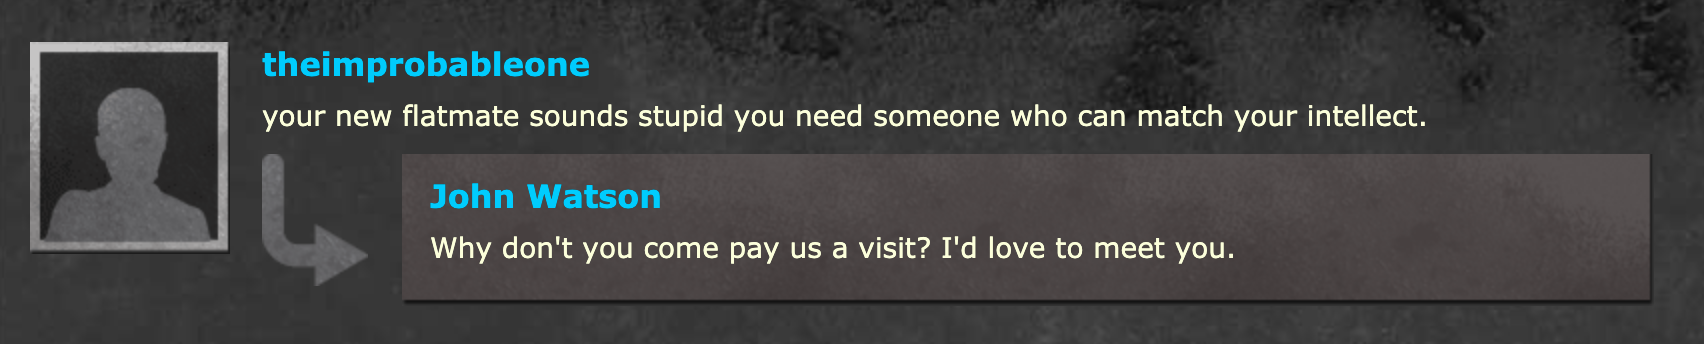 theimprobableone
your new flatmate sounds stupid you need someone who can match your intellect.
John Watson
Why don't you come pay us a visit? I'd love to meet you.